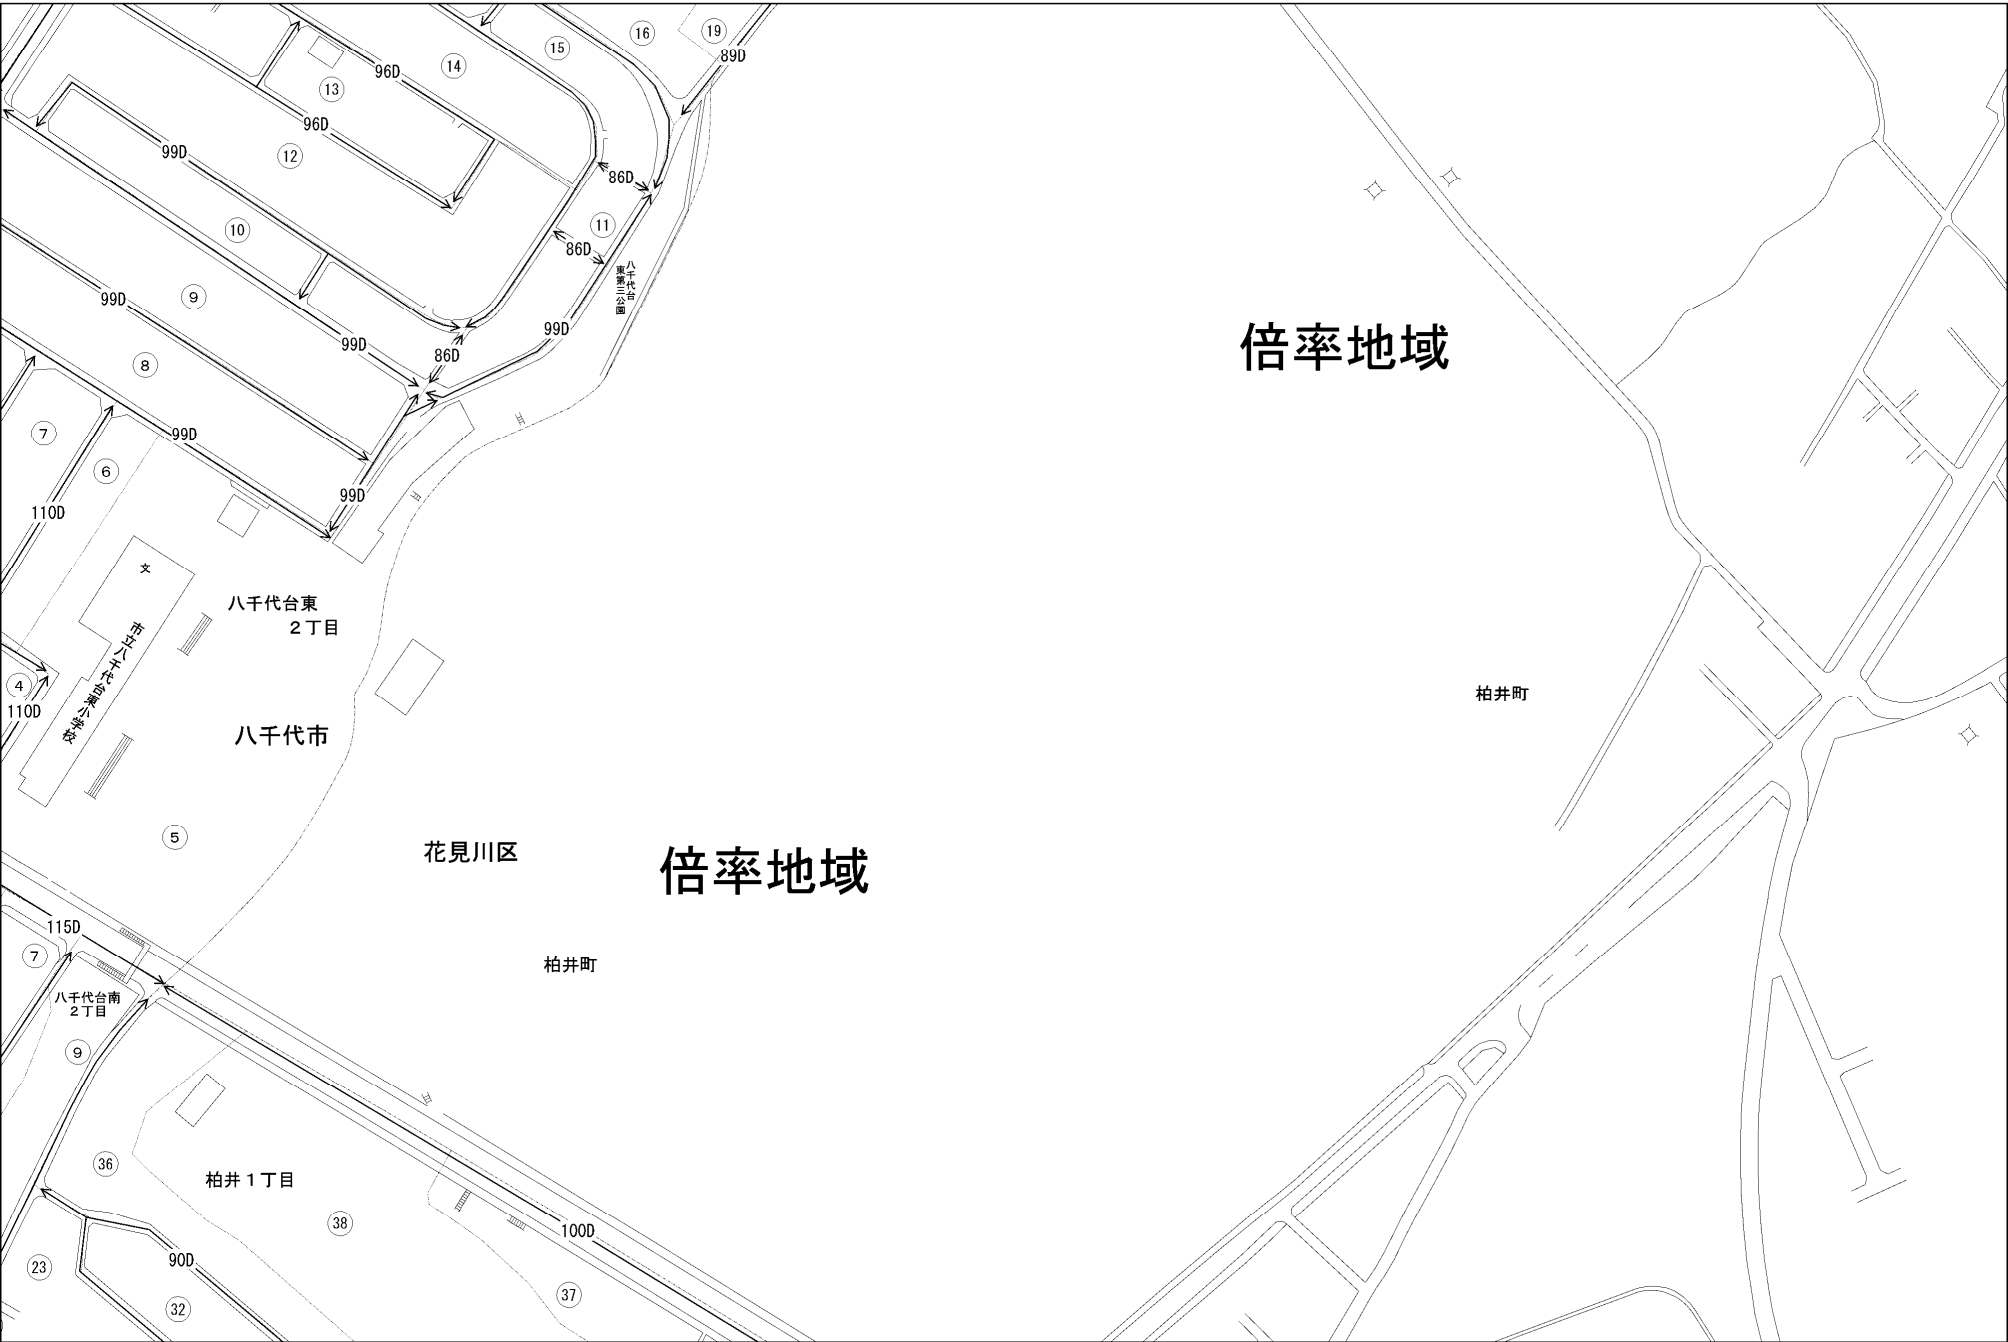 16
19
15
89D
14
96D
13
96D
12
99D
86D
11
10
86D
八千代台
東第三公園
9
99D
99D
99D
86D
8
7
99D
6
99D
110D
文
八千代台東
２丁目
市立八千代台東小学校
4
110D
八千代市
5
倍率地域
柏井町
花見川区
倍率地域
柏井町
115D
7
八千代台南
２丁目
9
36
柏井１丁目
38
100D
90D
23
32
37